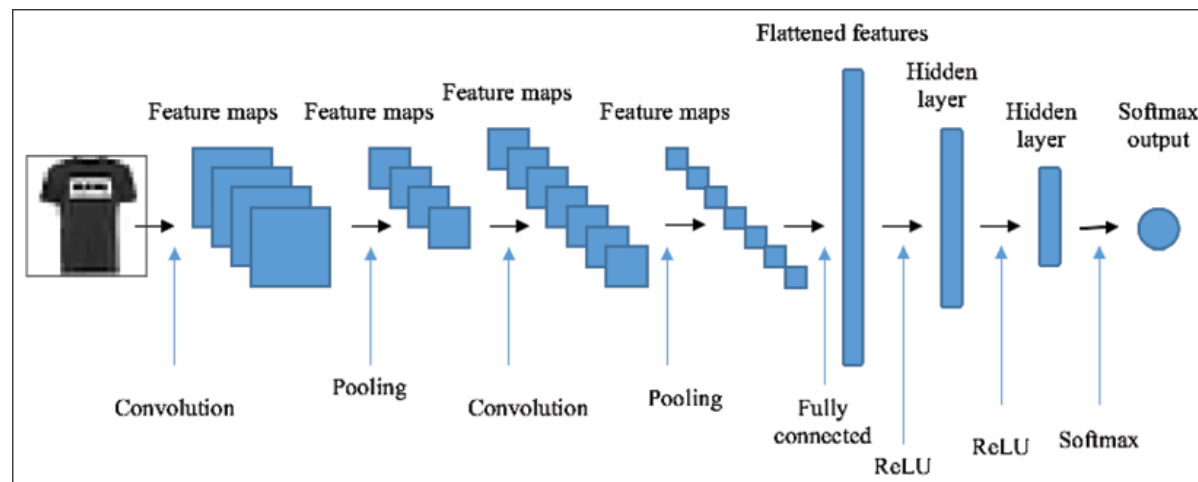 Flattened features
Feature maps
Feature maps
Feature maps
Feature maps
Hidden
layer
Hidden
layer
Softmax
output
Convolution
Pooling
Convolution
Pooling
Fully
connected
ReLU
ReLU
Softmax